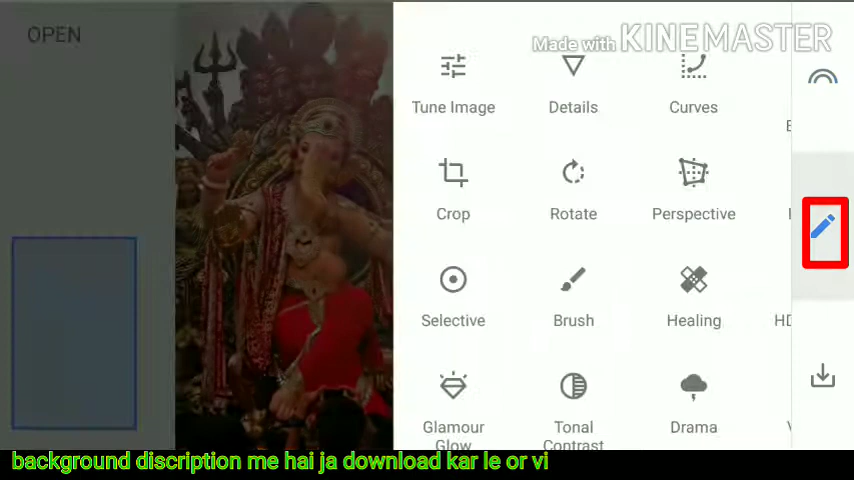 OPEN
Made with KINEMASTER
Tune Image
Details
Curves
Crop
Rotate
Perspective
Selective
Brush
Healing
HD
Glamour Glow
Tonal Contrast
Drama
background discription me hai ja download kar le or vi